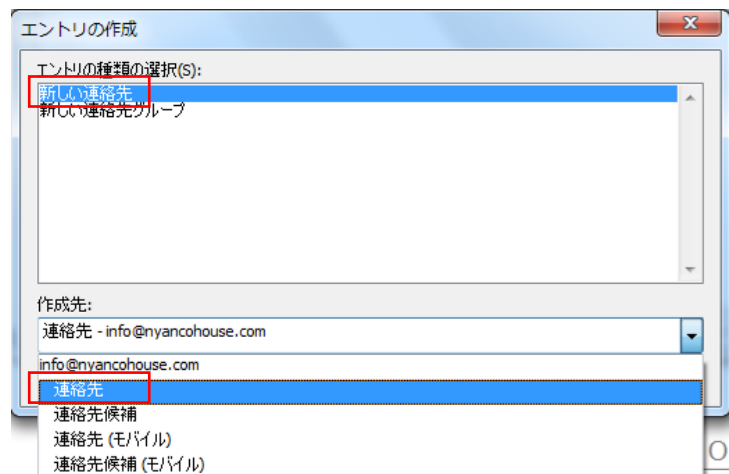 エントリの作成
エントリの種類の選択(S):
新しい連絡先
新しい連絡先グループ
作成先:
連絡先 - info@nyancohouse.com
info@nyancohouse.com
連絡先
連絡先候補
連絡先 (モバイル)
連絡先候補 (モバイル)